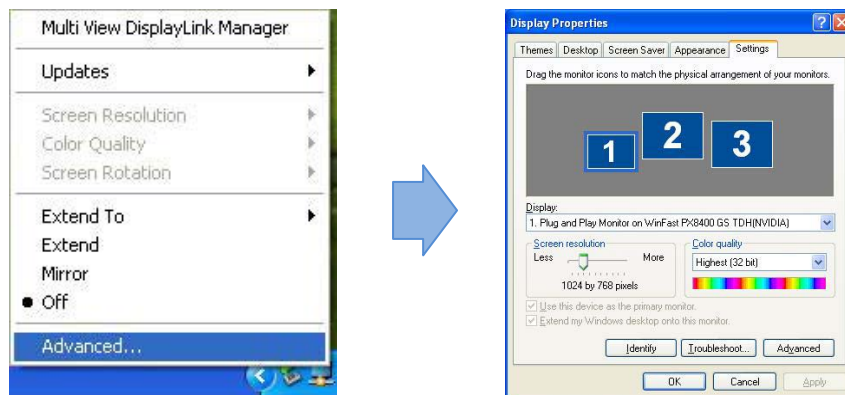 Multi View DisplayLink Manager
Updates
Screen Resolution
Color Quality
Screen Rotation
Extend To
Extend
Mirror
Off
Advanced...
Display Properties
Themes Desktop Screen Saver Appearance Settings
Drag the monitor icons to match the physical arrangement of your monitors.
1 2 3
Display:
1. Plug and Play Monitor on WinFast PX8400 GS TDH(NVIDIA)
Screen resolution
Less More
1024 by 768 pixels
Color quality
Highest (32 bit)
Use this device as the primary monitor.
Extend my Windows desktop onto this monitor.
Identify Troubleshoot... Advanced
OK Cancel Apply